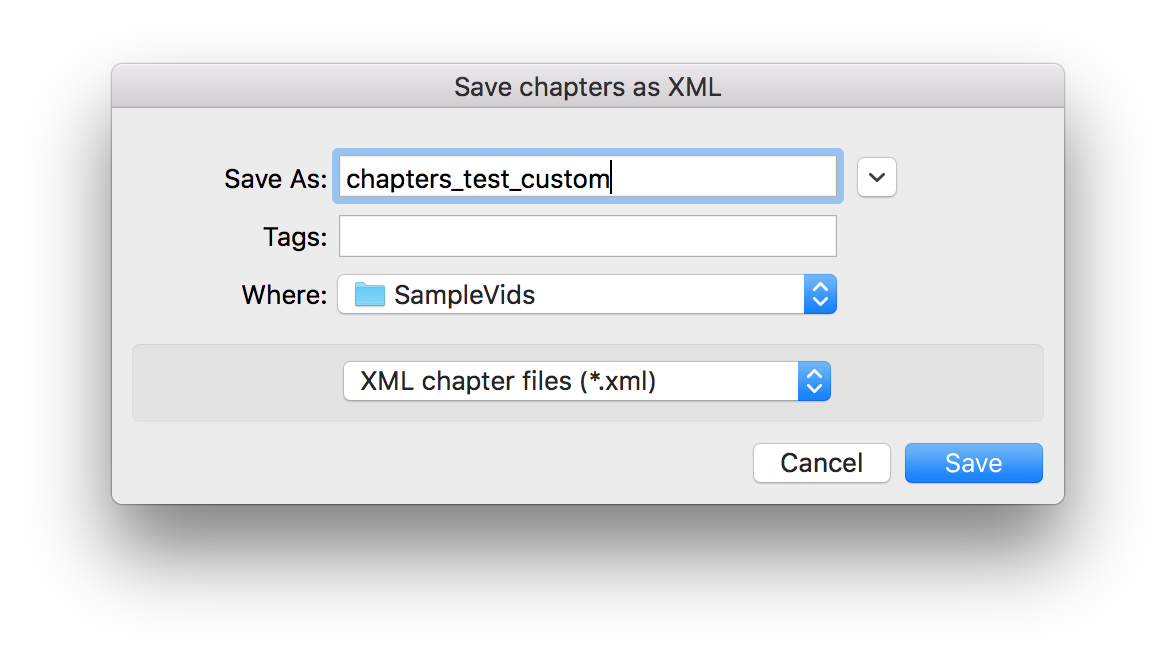 Save chapters as XML
Save As: chapters_test_custom
Tags:
Where: SampleVids
XML chapter files (*.xml)
Cancel Save